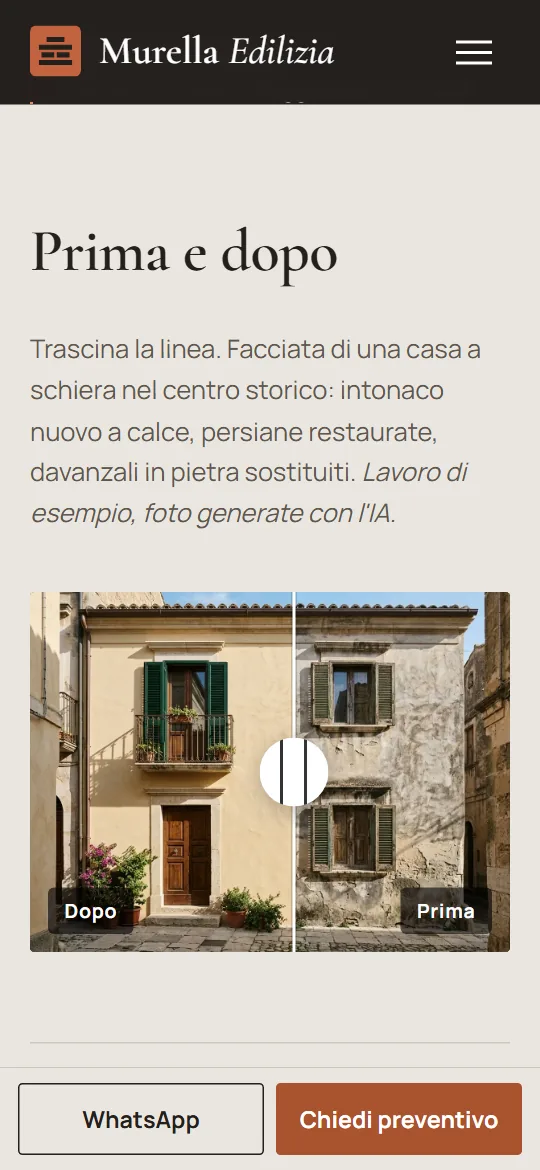 Murella Edilizia
Prima e dopo
Trascina la linea. Facciata di una casa a
schiera nel centro storico: intonaco
nuovo a calce, persiane restaurate,
davanzali in pietra sostituiti. Lavoro di
esempio, foto generate con l'IA.
Dopo
Prima
WhatsApp
Chiedi preventivo